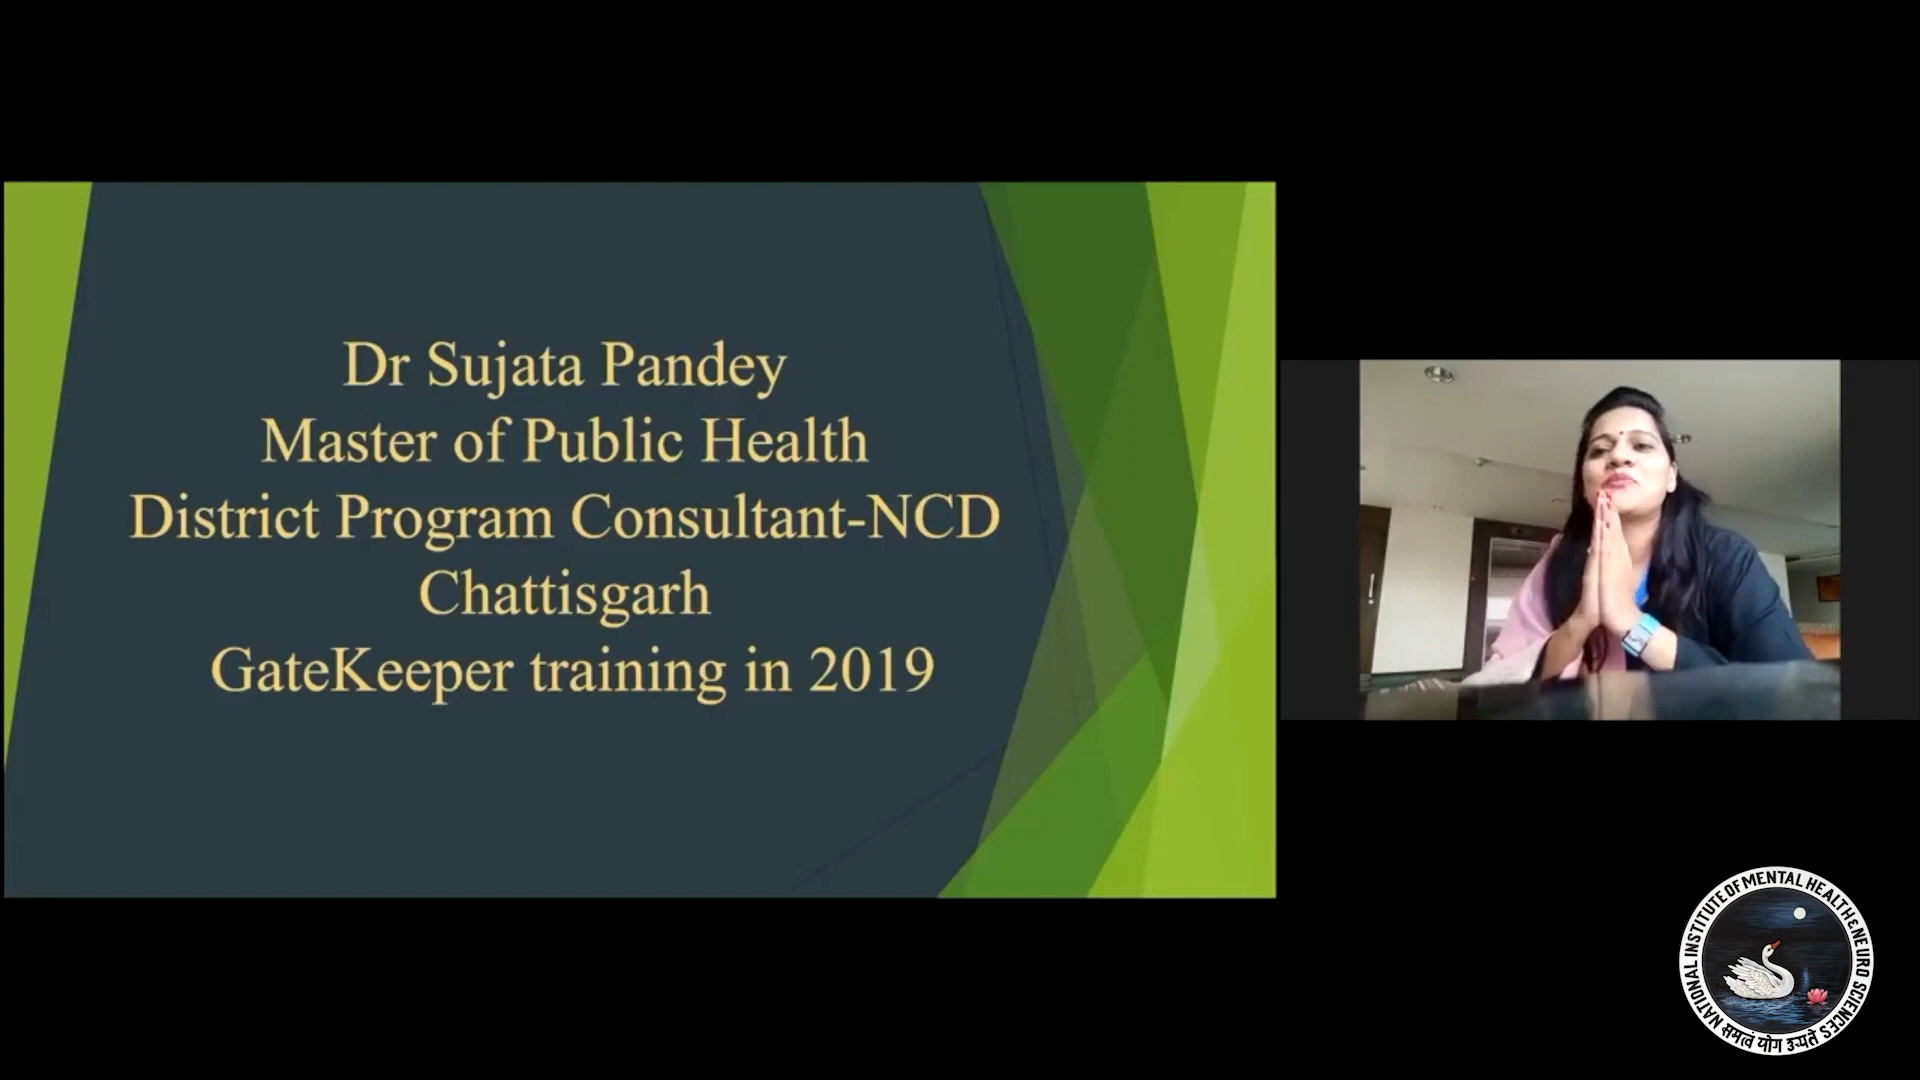 Dr Sujata Pandey
Master of Public Health
District Program Consultant-NCD
Chattisgarh
GateKeeper training in 2019
NATIONAL INSTITUTE OF MENTAL HEALTH & NEURO SCIENCES
समत्वं योग उच्यते